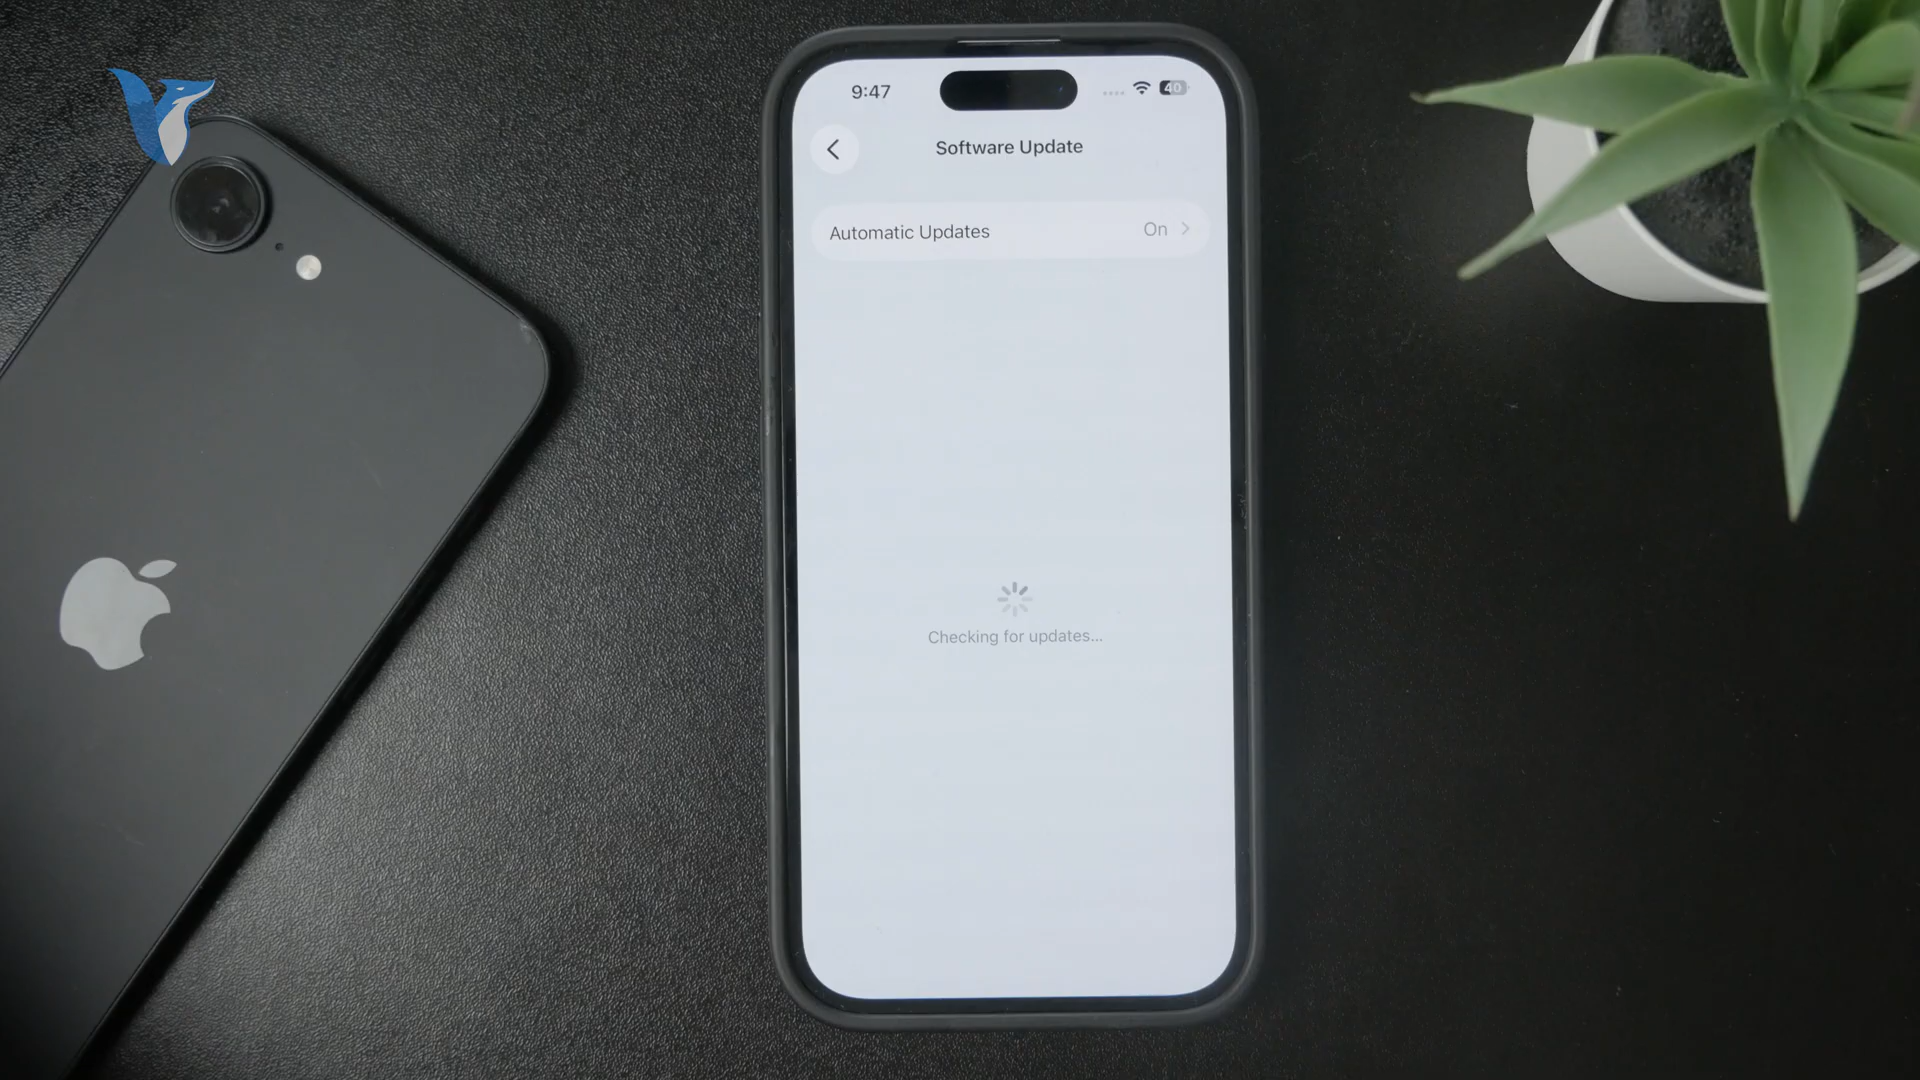 9:47
40
Software Update
Automatic Updates On
Checking for updates...